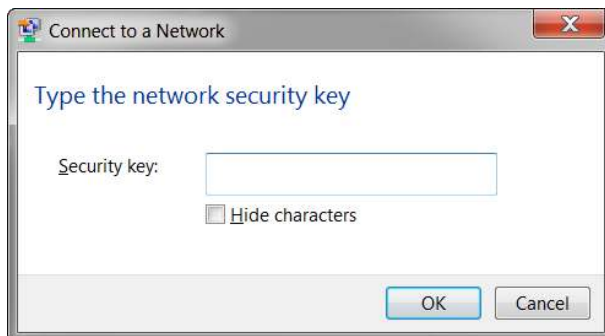 Connect to a Network
Type the network security key
Security key:
Hide characters
OK Cancel